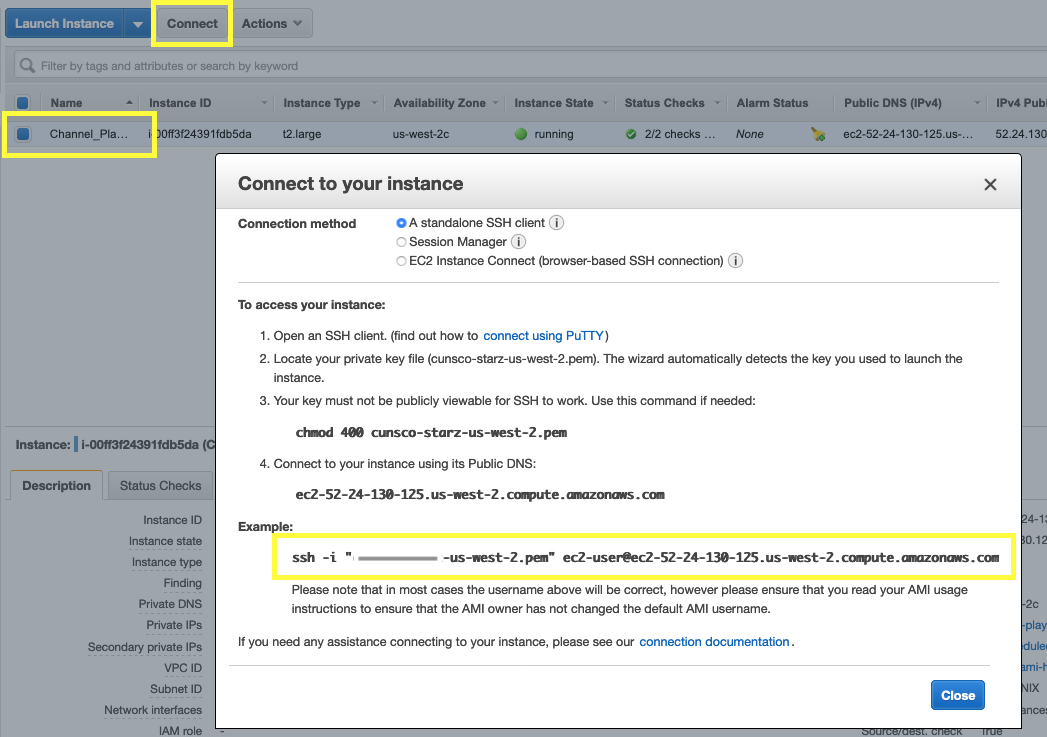 Launch Instance Connect Actions
Filter by tags and attributes or search by keyword
Name Instance ID Instance Type Availability Zone Instance State Status Checks Alarm Status Public DNS (IPv4) IPv4 Publ
Channel_Pla... i-00ff3f24391fdb5da t2.large us-west-2c running 2/2 checks ... None ec2-52-24-130-125.us-... 52.24.130
Connect to your instance
Connection method
A standalone SSH client
Session Manager
EC2 Instance Connect (browser-based SSH connection)
To access your instance:
1. Open an SSH client. (find out how to connect using PuTTY)
2. Locate your private key file (cunsco-starz-us-west-2.pem). The wizard automatically detects the key you used to launch the
instance.
3. Your key must not be publicly viewable for SSH to work. Use this command if needed:
chmod 400 cunsco-starz-us-west-2.pem
4. Connect to your instance using its Public DNS:
ec2-52-24-130-125.us-west-2.compute.amazonaws.com
Example:
ssh -i " -us-west-2.pem" ec2-user@ec2-52-24-130-125.us-west-2.compute.amazonaws.com
Please note that in most cases the username above will be correct, however please ensure that you read your AMI usage
instructions to ensure that the AMI owner has not changed the default AMI username.
If you need any assistance connecting to your instance, please see our connection documentation.
Close
Instance: i-00ff3f24391fdb5da (C
Description Status Checks
Instance ID
Instance state
Instance type
Finding
Private DNS
Private IPs
Secondary private IPs
VPC ID
Subnet ID
Network interfaces
IAM role -
Source/dest. check True